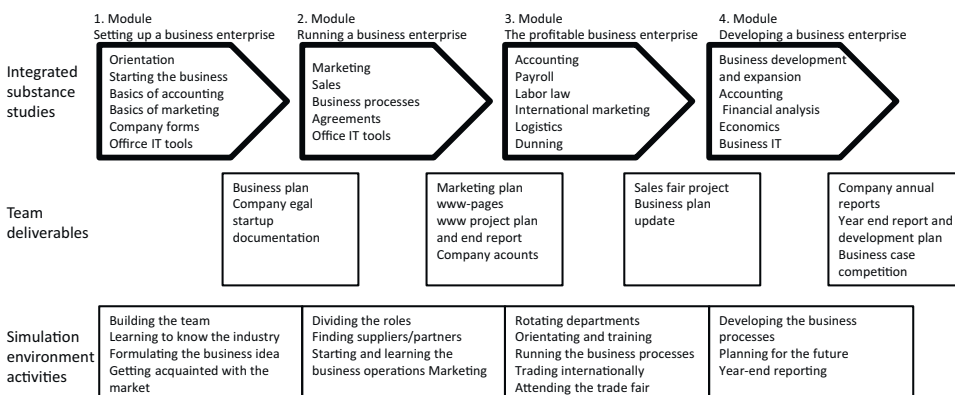 1. Module
Setting up a business enterprise
2. Module
Running a business enterprise
3. Module
The profitable business enterprise
4. Module
Developing a business enterprise
Integrated
substance
studies
Orientation
Starting the business
Basics of accounting
Basics of marketing
Company forms
Offirce IT tools
Marketing
Sales
Business processes
Agreements
Office IT tools
Accounting
Payroll
Labor law
International marketing
Logistics
Dunning
Business development
and expansion
Accounting
Financial analysis
Economics
Business IT
Team
deliverables
Business plan
Company egal
startup
documentation
Marketing plan
www-pages
www project plan
and end report
Company acounts
Sales fair project
Business plan
update
Company annual
reports
Year end report and
development plan
Business case
competition
Simulation
environment
activities
Building the team
Learning to know the industry
Formulating the business idea
Getting acquainted with the
market
Dividing the roles
Finding suppliers/partners
Starting and learning the
business operations Marketing
Rotating departments
Orientating and training
Running the business processes
Trading internationally
Attending the trade fair
Developing the business
processes
Planning for the future
Year-end reporting